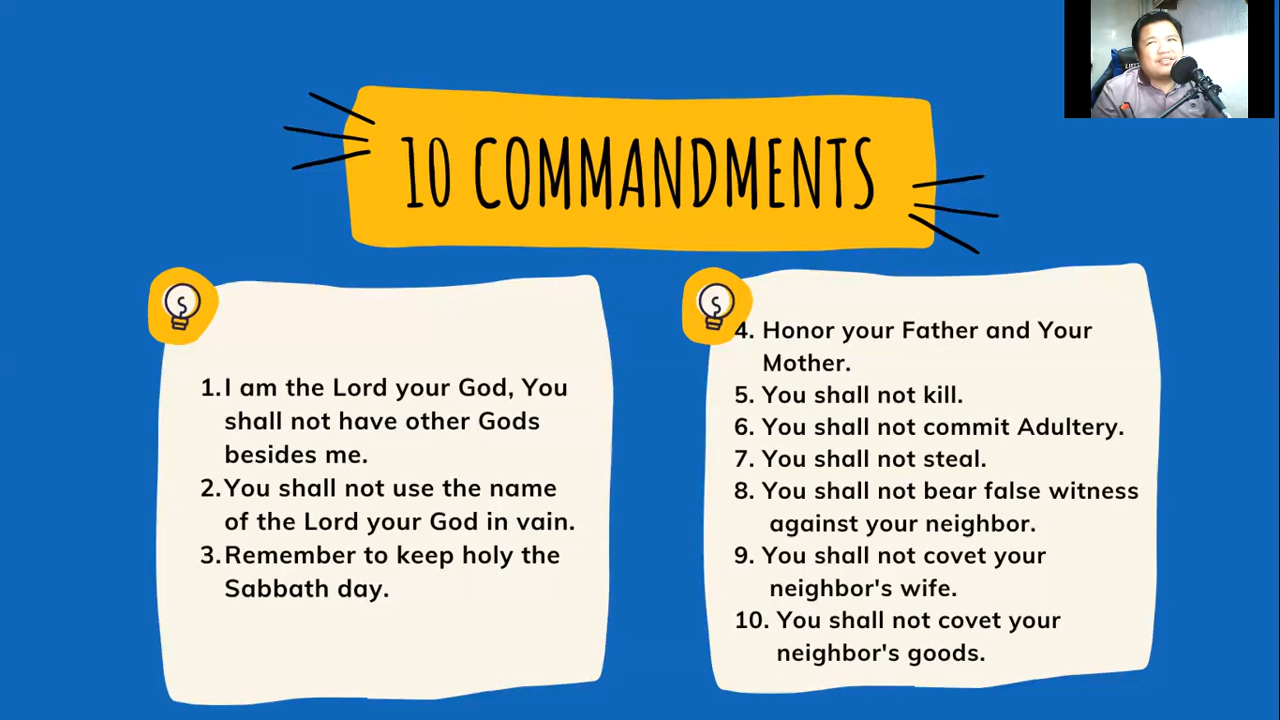 10 COMMANDMENTS
1. I am the Lord your God, You
shall not have other Gods
besides me.
2. You shall not use the name
of the Lord your God in vain.
3. Remember to keep holy the
Sabbath day.
4. Honor your Father and Your
Mother.
5. You shall not kill.
6. You shall not commit Adultery.
7. You shall not steal.
8. You shall not bear false witness
against your neighbor.
9. You shall not covet your
neighbor's wife.
10. You shall not covet your
neighbor's goods.